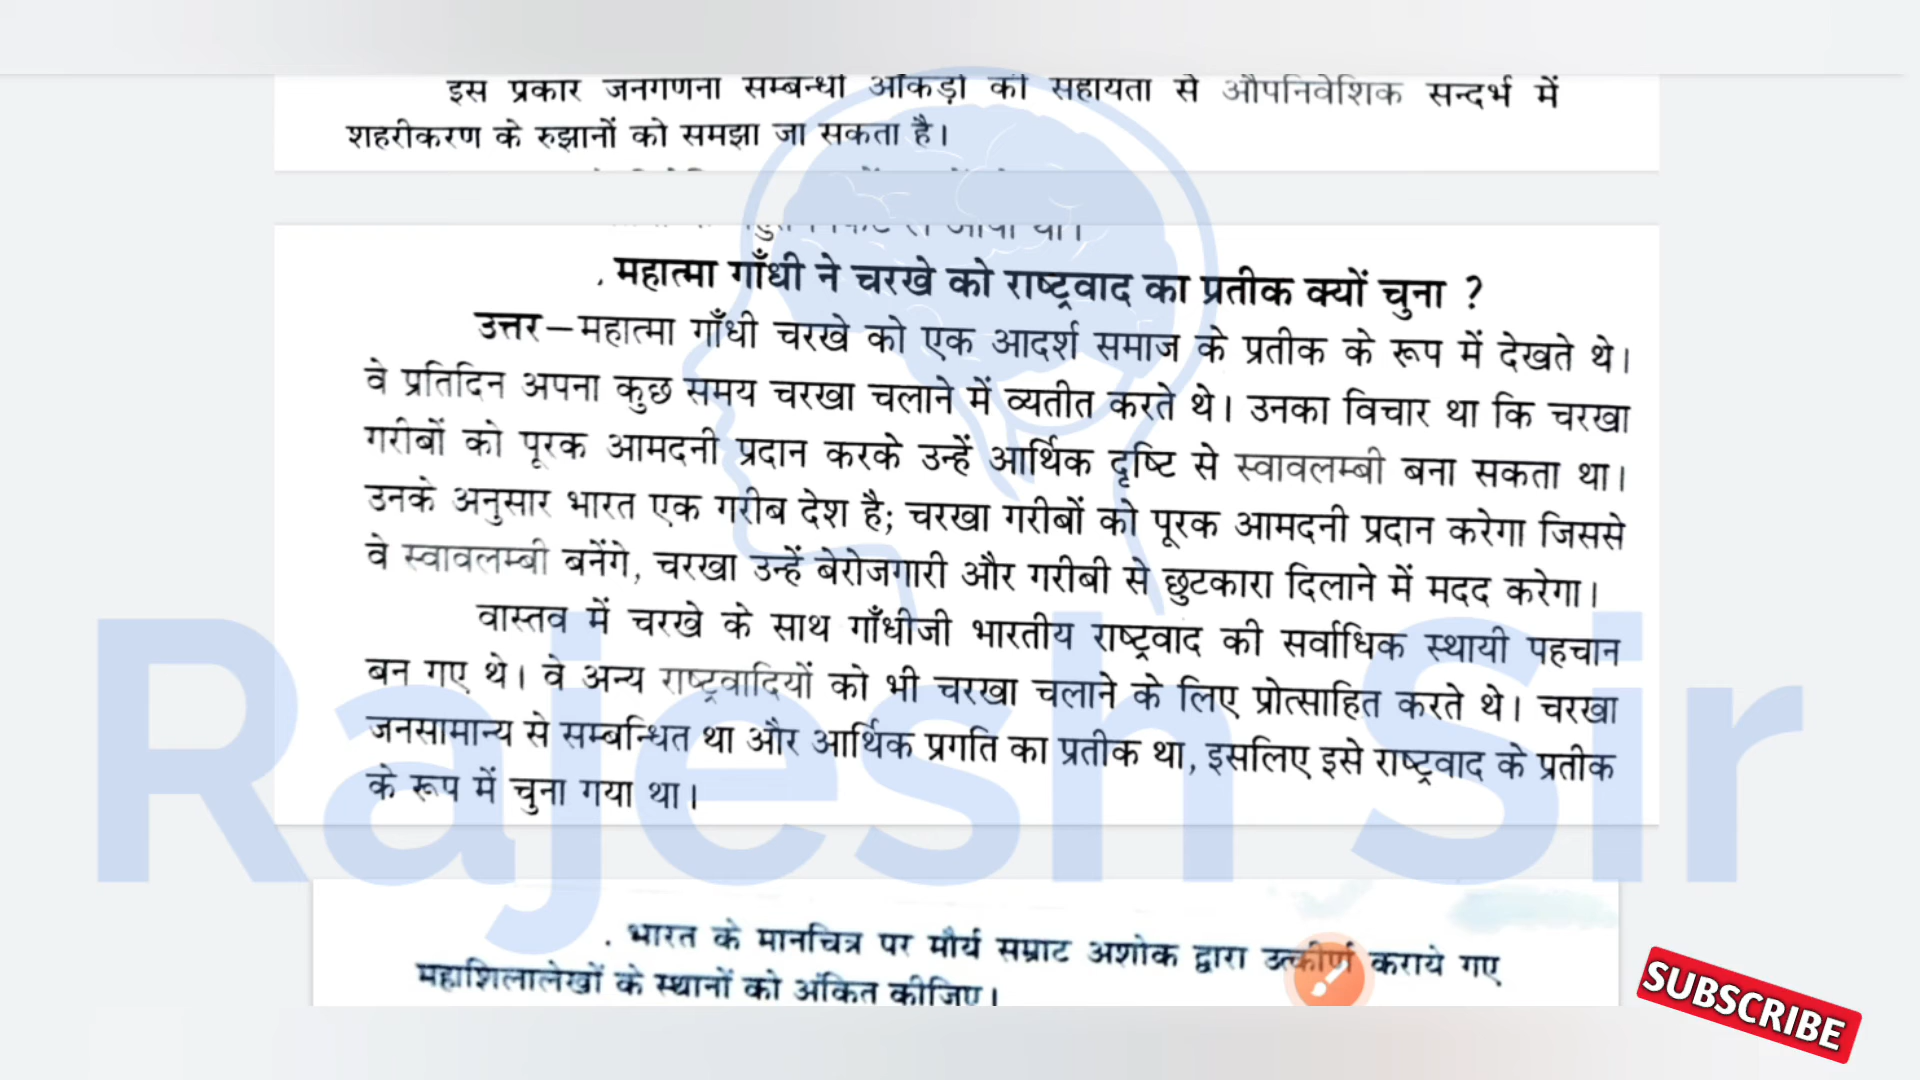 इस प्रकार जनगणना सम्बन्धी आँकड़ों की सहायता से औपनिवेशिक सन्दर्भ में
शहरीकरण के रुझानों को समझा जा सकता है।
था।
. महात्मा गाँधी ने चरखे को राष्ट्रवाद का प्रतीक क्यों चुना ?
उत्तर–महात्मा गाँधी चरखे को एक आदर्श समाज के प्रतीक के रूप में देखते थे।
वे प्रतिदिन अपना कुछ समय चरखा चलाने में व्यतीत करते थे। उनका विचार था कि चरखा
गरीबों को पूरक आमदनी प्रदान करके उन्हें आर्थिक दृष्टि से स्वावलम्बी बना सकता था।
उनके अनुसार भारत एक गरीब देश है; चरखा गरीबों को पूरक आमदनी प्रदान करेगा जिससे
वे स्वावलम्बी बनेंगे, चरखा उन्हें बेरोजगारी और गरीबी से छुटकारा दिलाने में मदद करेगा।
वास्तव में चरखे के साथ गाँधीजी भारतीय राष्ट्रवाद की सर्वाधिक स्थायी पहचान
बन गए थे। वे अन्य राष्ट्रवादियों को भी चरखा चलाने के लिए प्रोत्साहित करते थे। चरखा
जनसामान्य से सम्बन्धित था और आर्थिक प्रगति का प्रतीक था, इसलिए इसे राष्ट्रवाद के प्रतीक
के रूप में चुना गया था।
Rajesh Sir
. भारत के मानचित्र पर मौर्य सम्राट अशोक द्वारा उत्कीर्ण कराये गए
महाशिलालेखों के स्थानों को अंकित कीजिए।
SUBSCRIBE